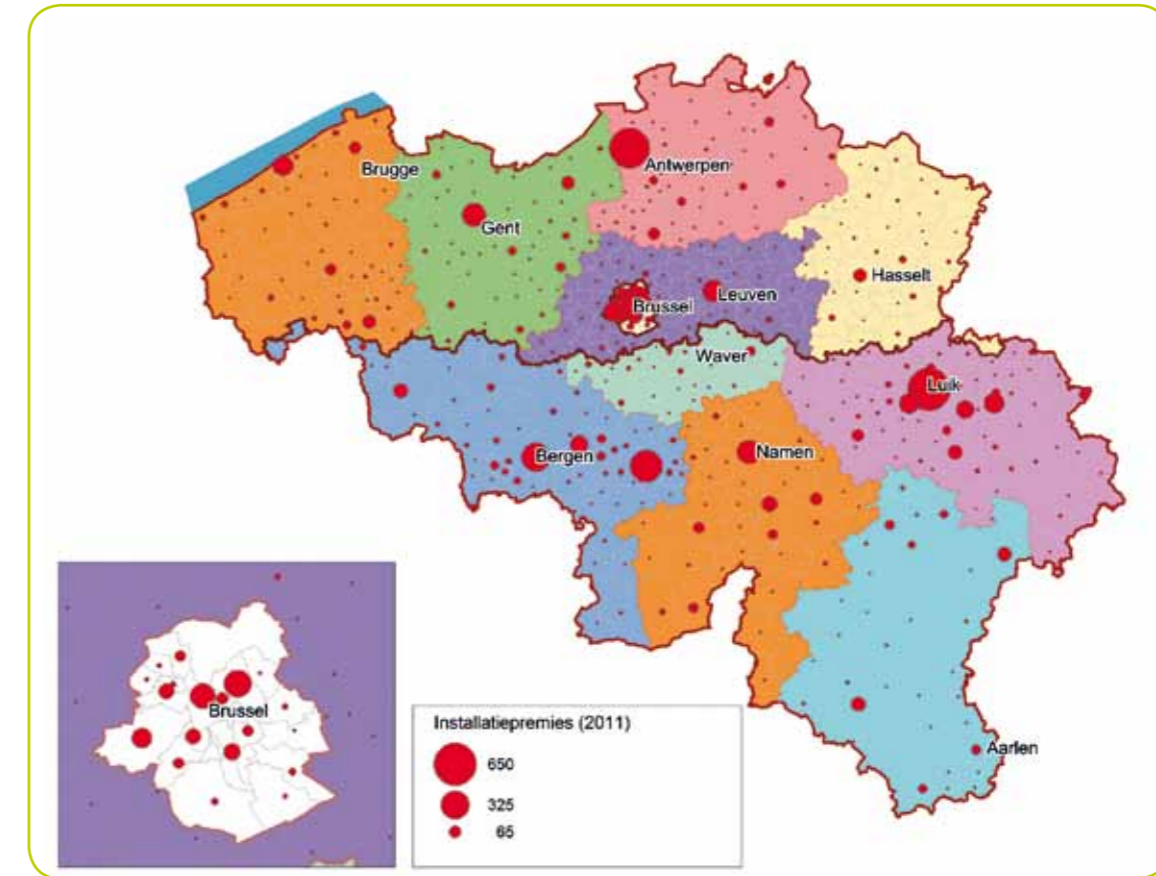 Antwerpen
Brugge
Gent
Hasselt
Leuven
Brussel
Waver
Luik
Bergen
Namen
Brussel
Installatiepremies (2011)
650
325
65
Aarlen